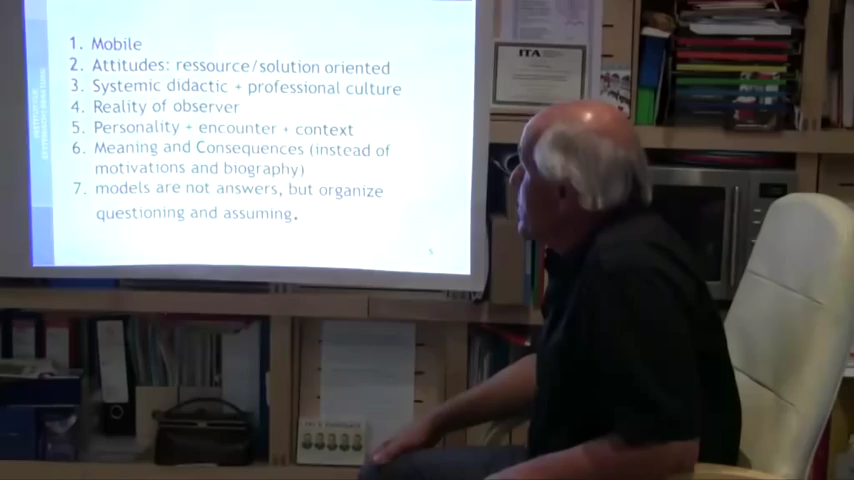 1. Mobile
2. Attitudes: ressource/solution oriented
3. Systemic didactic + professional culture
4. Reality of observer
5. Personality + encounter + context
6. Meaning and Consequences (instead of
motivations and biography)
7. models are not answers, but organize
questioning and assuming.
ITA